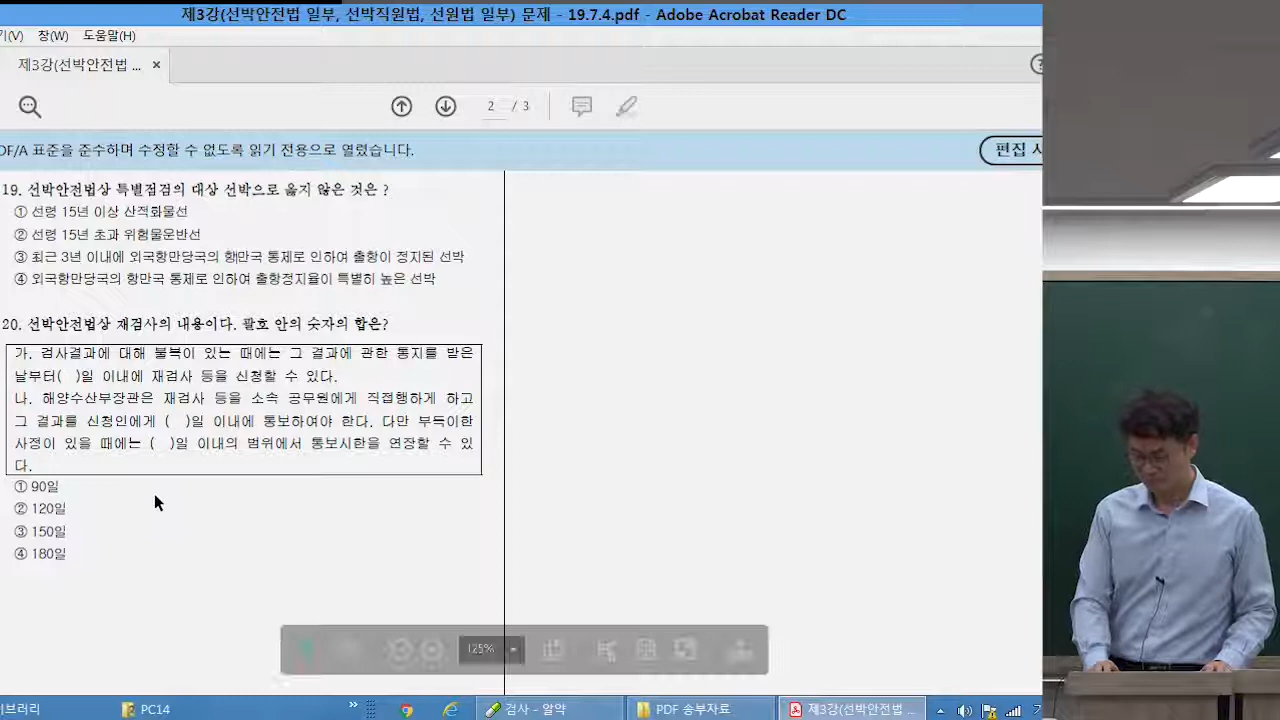 제3강(선박안전법 일부, 선박직원법, 선원법 일부) 문제 - 19.7.4.pdf - Adobe Acrobat Reader DC
기(V) 창(W) 도움말(H)
제3강(선박안전법 ... ×
2 / 3
DF/A 표준을 준수하며 수정할 수 없도록 읽기 전용으로 열렸습니다.
편집 사
19. 선박안전법상 특별점검의 대상 선박으로 옳지 않은 것은 ?
① 선령 15년 이상 산적화물선
② 선령 15년 초과 위험물운반선
③ 최근 3년 이내에 외국항만당국의 항만국 통제로 인하여 출항이 정지된 선박
④ 외국항만당국의 항만국 통제로 인하여 출항정지율이 특별히 높은 선박
20. 선박안전법상 재검사의 내용이다. 괄호 안의 숫자의 합은?
가. 검사결과에 대해 불복이 있는 때에는 그 결과에 관한 통지를 받은
날부터( )일 이내에 재검사 등을 신청할 수 있다.
나. 해양수산부장관은 재검사 등을 소속 공무원에게 직접행하게 하고
그 결과를 신청인에게 ( )일 이내에 통보하여야 한다. 다만 부득이한
사정이 있을 때에는 ( )일 이내의 범위에서 통보시한을 연장할 수 있
다.
① 90일
② 120일
③ 150일
④ 180일
125%
이브러리
PC14
»
검사 - 알약
PDF 송부자료
제3강(선박안전법 ...